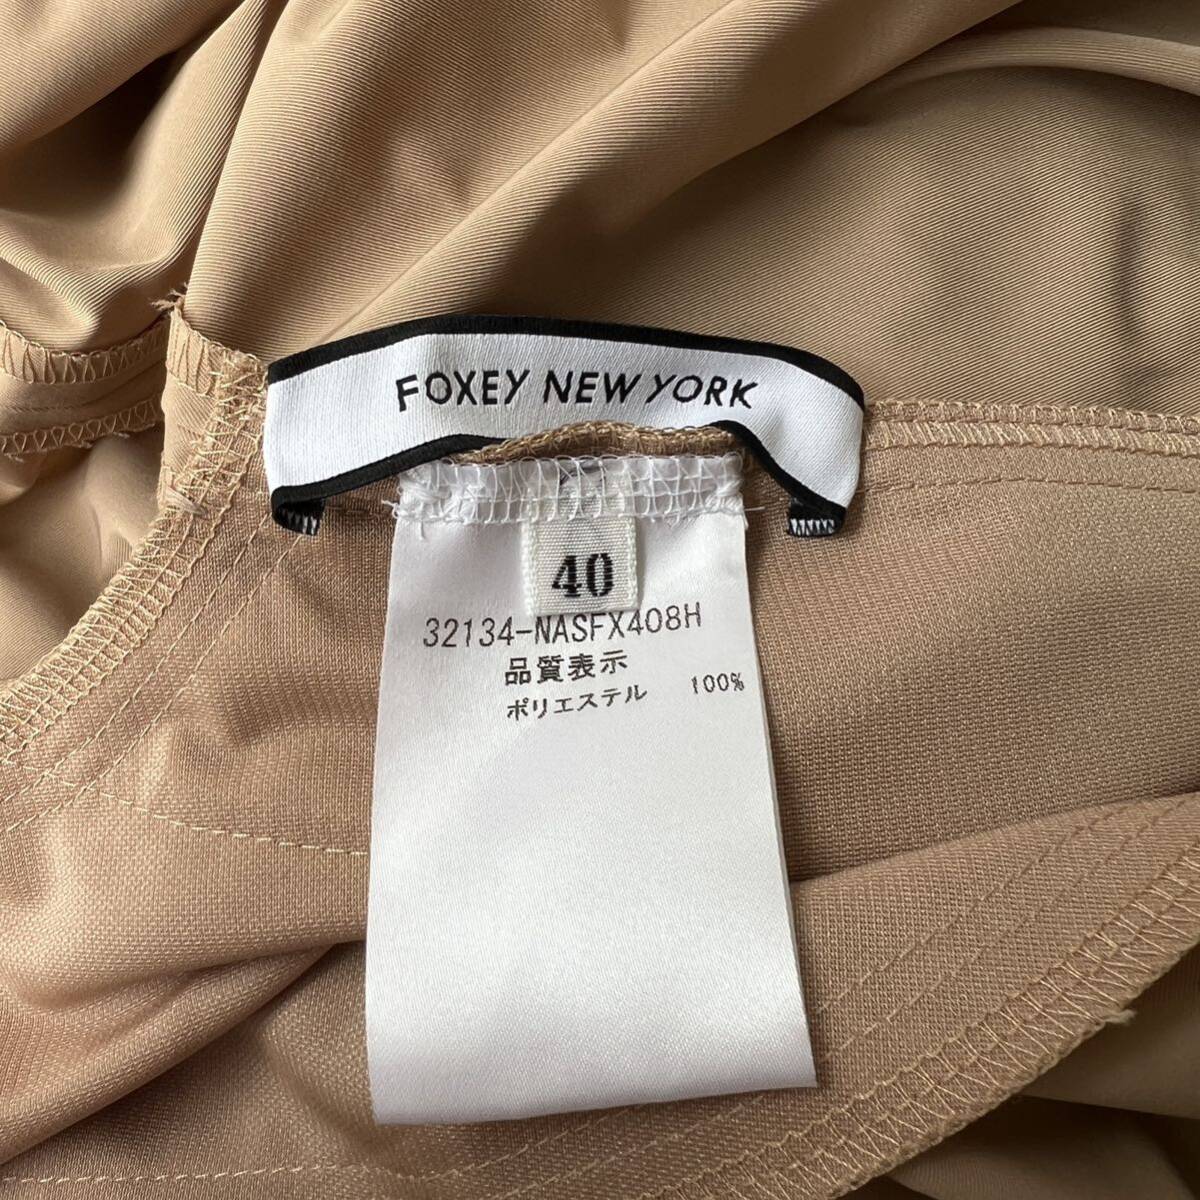 FOXEY NEW YORK
40
32134-NASFX408H
品質表示
ポリエステル 100%